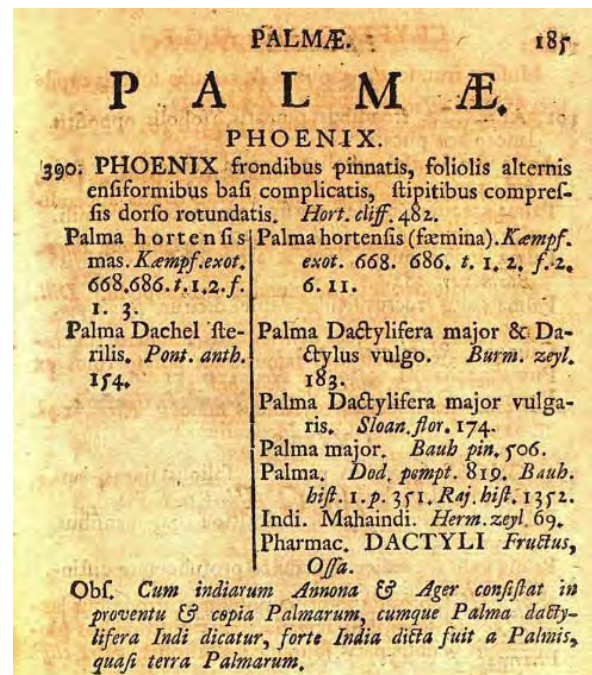 PALMÆ. 185
PALMÆ.
PHOENIX.
390. PHOENIX frondibus pinnatis, foliolis alternis
enſiformibus baſi complicatis, ſtipitibus compreſ-
ſis dorſo rotundatis. Hort. cliff. 482.
Palma hortenſis
mas. Kæmpf. exot.
668.686. t. 1.2. f.
1. 3.
Palma Dachel ſte-
rilis. Pont. anth.
154.
Palma hortenſis (fæmina). Kæmpf.
exot. 668. 686. t. 1. 2. f. 2.
6. 11.
Palma Dactylifera major & Da-
ctylus vulgo. Burm. zeyl.
183.
Palma Dactylifera major vulga-
ris. Sloan. flor. 174.
Palma major. Bauh pin. 506.
Palma. Dod. pempt. 819. Bauh.
hiſt. 1. p. 351. Raj. hiſt. 1352.
Indi. Mahaindi. Herm. zeyl. 69.
Pharmac. DACTYLI Fructus,
Oſſa.
Obſ. Cum indiarum Annona & Ager conſiſtat in
proventu & copia Palmarum, cumque Palma dacty-
lifera Indi dicatur, forte India dicta fuit a Palmis,
quaſi terra Palmarum.